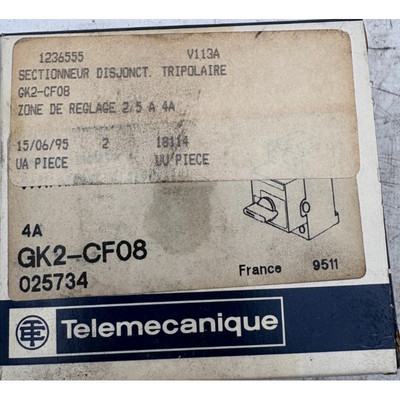 1236555 V113A
SECTIONNEUR DISJONCT. TRIPOLAIRE
GK2-CF08
ZONE DE REGLAGE 2/5 A 4A
15/06/95 2 18114
UA PIECE UV PIECE
4A
GK2-CF08
025734
France 9511
Telemecanique